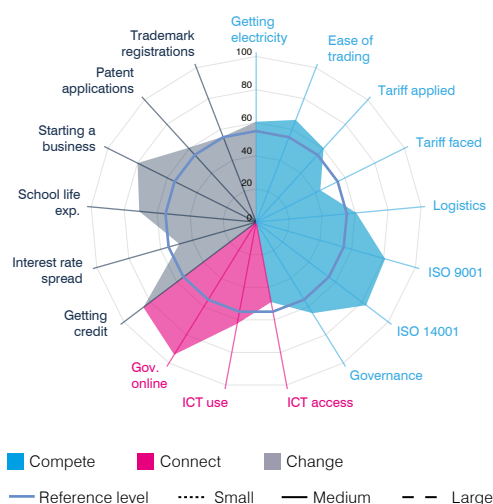 Getting
electricity
Ease of
trading
Tariff applied
Tariff faced
Logistics
ISO 9001
ISO 14001
Governance
ICT access
ICT use
Gov.
online
Getting
credit
Interest rate
spread
School life
exp.
Starting a
business
Patent
applications
Trademark
registrations
100
80
60
40
20
0
Compete Connect Change
Reference level Small Medium Large